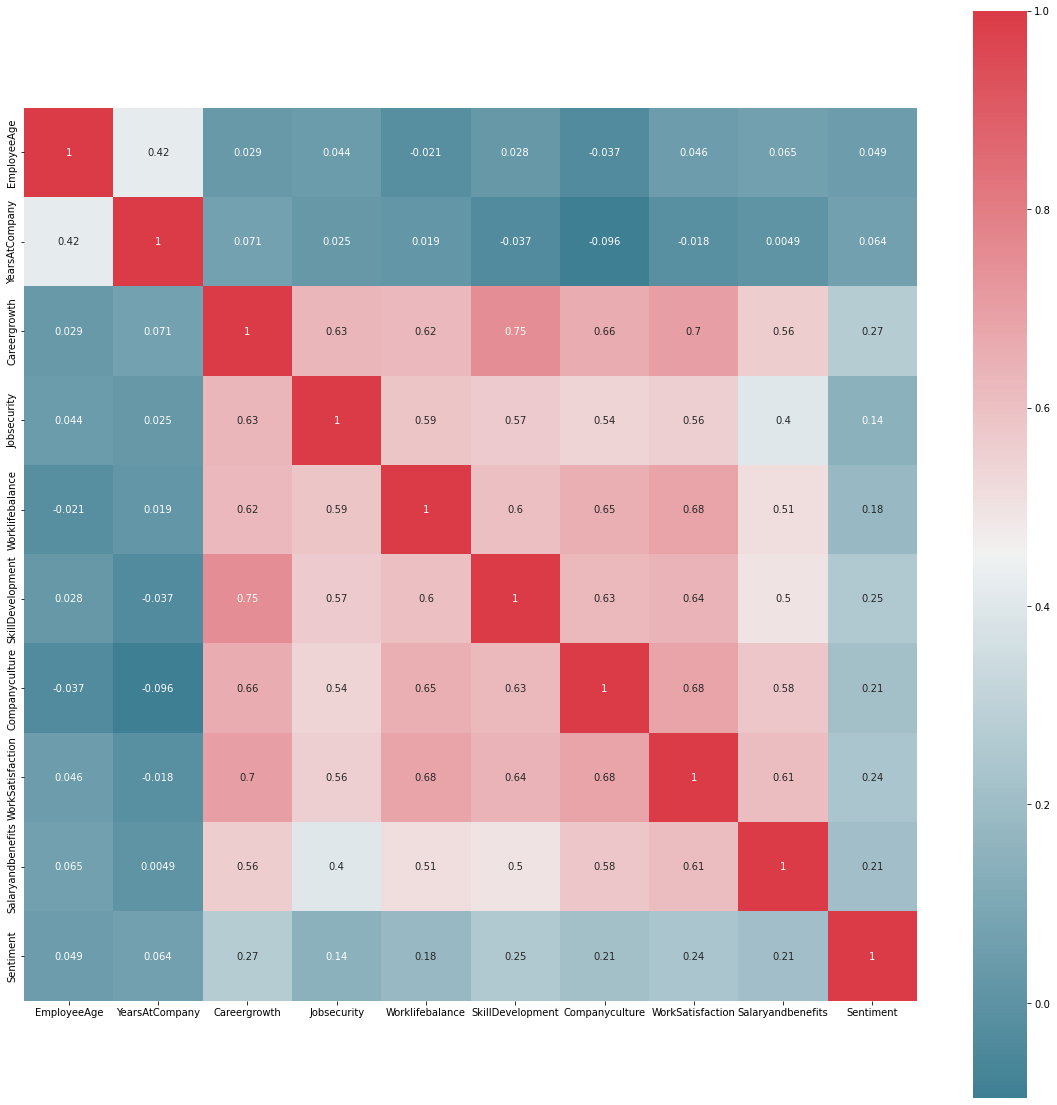 EmployeeAge 1 0.42 0.029 0.044 -0.021 0.028 -0.037 0.046 0.065 0.049
YearsAtCompany 0.42 1 0.071 0.025 0.019 -0.037 -0.096 -0.018 0.0049 0.064
Careergrowth 0.029 0.071 1 0.63 0.62 0.75 0.66 0.7 0.56 0.27
Jobsecurity 0.044 0.025 0.63 1 0.59 0.57 0.54 0.56 0.4 0.14
Worklifebalance -0.021 0.019 0.62 0.59 1 0.6 0.65 0.68 0.51 0.18
SkillDevelopment 0.028 -0.037 0.75 0.57 0.6 1 0.63 0.64 0.5 0.25
Companyculture -0.037 -0.096 0.66 0.54 0.65 0.63 1 0.68 0.58 0.21
WorkSatisfaction 0.046 -0.018 0.7 0.56 0.68 0.64 0.68 1 0.61 0.24
Salaryandbenefits 0.065 0.0049 0.56 0.4 0.51 0.5 0.58 0.61 1 0.21
Sentiment 0.049 0.064 0.27 0.14 0.18 0.25 0.21 0.24 0.21 1
EmployeeAge YearsAtCompany Careergrowth Jobsecurity Worklifebalance SkillDevelopment Companyculture WorkSatisfaction Salaryandbenefits Sentiment
1.0
0.8
0.6
0.4
0.2
0.0